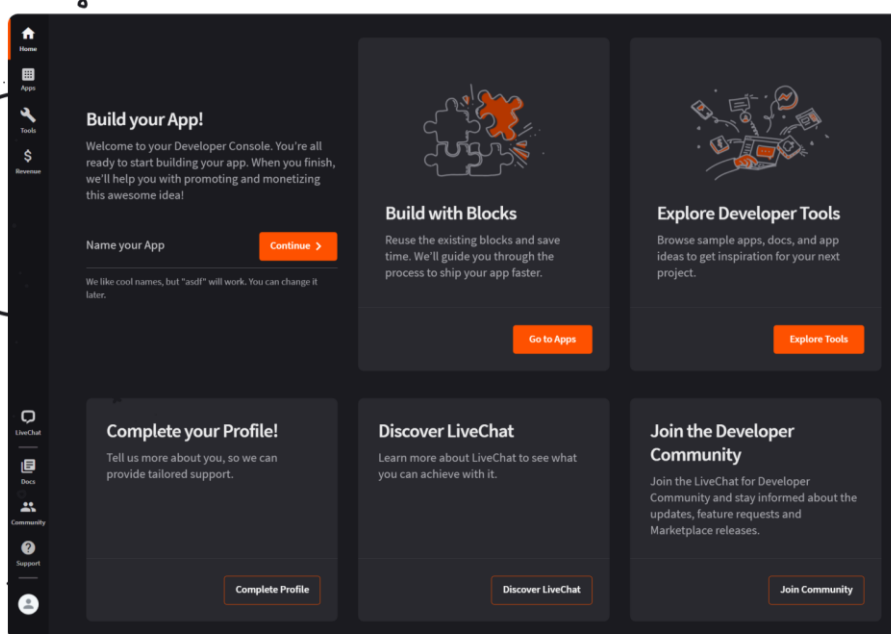 Home
Apps
Tools
Revenue
LiveChat
Docs
Community
Support
Build your App!
Welcome to your Developer Console. You're all
ready to start building your app. When you finish,
we'll help you with promoting and monetizing
this awesome idea!
Name your App
Continue
We like cool names, but "asdf" will work. You can change it
later.
Build with Blocks
Reuse the existing blocks and save
time. We'll guide you through the
process to ship your app faster.
Go to Apps
Explore Developer Tools
Browse sample apps, docs, and app
ideas to get inspiration for your next
project.
Explore Tools
Complete your Profile!
Tell us more about you, so we can
provide tailored support.
Complete Profile
Discover LiveChat
Learn more about LiveChat to see what
you can achieve with it.
Discover LiveChat
Join the Developer
Community
Join the LiveChat for Developer
Community and stay informed about the
updates, feature requests and
Marketplace releases.
Join Community